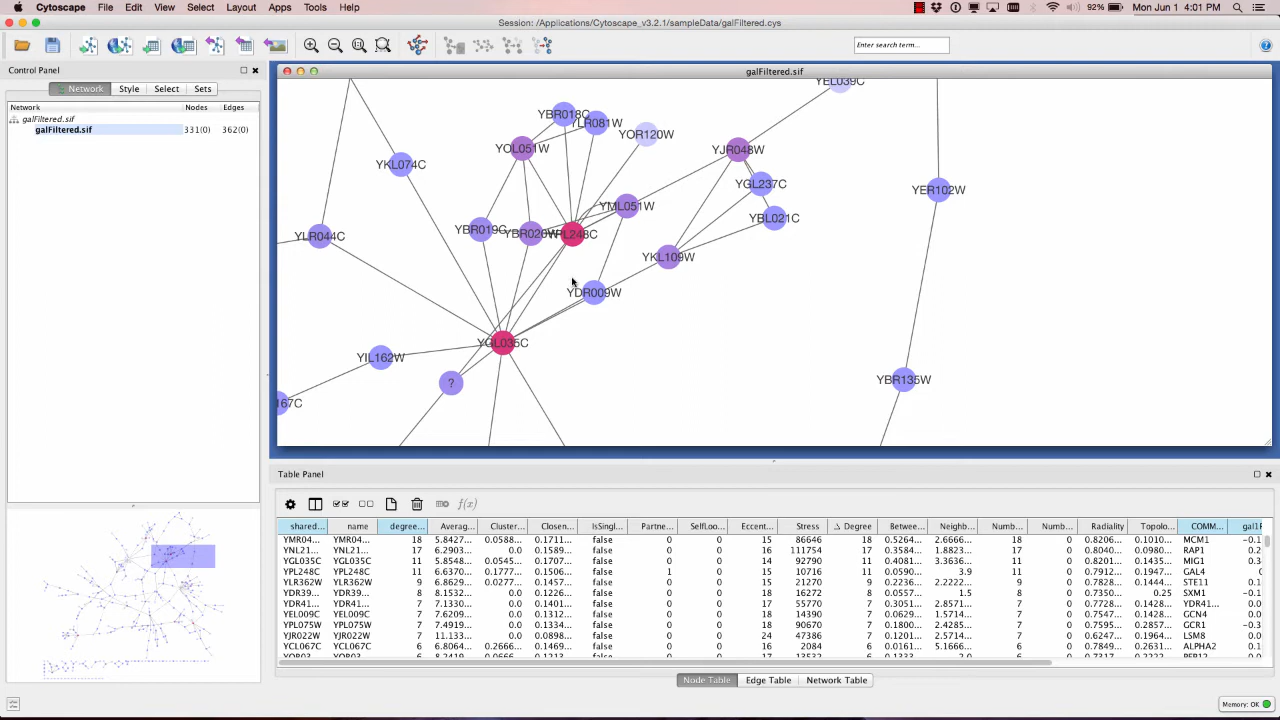 Cytoscape File Edit View Select Layout Apps Tools Help 92% Mon Jun 1 4:01 PM
Session: /Applications/Cytoscape_v3.2.1/sampleData/galFiltered.cys
Enter search term...
Control Panel
Network Style Select Sets
Network Nodes Edges
galFiltered.sif
galFiltered.sif 331(0) 362(0)
galFiltered.sif
YEL039C
YBR018C
YLR081W
YOR120W
YOL051W
YJR048W
YKL074C
YGL237C
YER102W
YML051W
YBL021C
YBR019C
YBR020W
YPL248C
YLR044C
YKL109W
YDR009W
YGL035C
YIL162W
YBR135W
?
167C
Table Panel
f(x)
shared... name degree... Averag... Cluster... Closen... IsSingl... Partne... SelfLoo... Eccent... Stress Degree Betwe... Neighb... Numb... Numb... Radiality Topolo... COMM... gal1F
YMR04... YMR04... 18 5.8427... 0.0588... 0.1711... false 0 0 15 86646 18 0.5264... 2.6666... 18 0 0.8206... 0.1010... MCM1 -0.1
YNL21... YNL21... 17 6.2903... 0.0 0.1589... false 0 0 16 111754 17 0.3584... 1.8823... 17 0 0.8040... 0.0980... RAP1
YGL035C YGL035C 11 5.8548... 0.0545... 0.1707... false 0 0 14 92790 11 0.4081... 3.3636... 11 0 0.8201... 0.1435... MIG1
YPL248C YPL248C 11 6.6370... 0.1777... 0.1506... false 1 0 15 10716 11 0.0590... 3.9 11 0 0.7912... 0.1947... GAL4
YLR362W YLR362W 9 6.8629... 0.0277... 0.1457... false 0 0 15 21270 9 0.2236... 2.2222... 9 0 0.7828... 0.1444... STE11
YDR39... YDR39... 8 8.1532... 0.0 0.1226... false 0 0 18 16272 8 0.0557... 1.5 8 0 0.7350... 0.25 SXM1
YDR41... YDR41... 7 7.1330... 0.0 0.1401... false 0 0 17 55770 7 0.3051... 2.8571... 7 0 0.7728... 0.1428... YDR41...
YEL009C YEL009C 7 7.6209... 0.0 0.1312... false 0 0 18 14390 7 0.0629... 1.5714... 7 0 0.7547... 0.1428... GCN4
YPL075W YPL075W 7 7.4919... 0.0 0.1334... false 0 0 18 90670 7 0.1800... 2.4285... 7 0 0.7595... 0.2857... GCR1
YJR022W YJR022W 7 11.133... 0.0 0.0898... false 0 0 24 47386 7 0.1201... 2.5714... 7 0 0.6247... 0.1964... LSM8
YCL067C YCL067C 6 6.8064... 0.2666... 0.1469... false 0 0 16 2084 6 0.0161... 5.1666... 6 0 0.7849... 0.2631... ALPHA2
Node Table Edge Table Network Table
Memory: OK